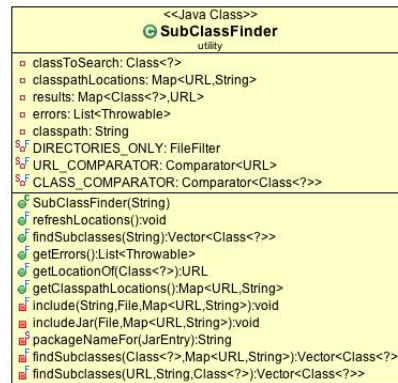 <<Java Class>>
SubClassFinder
utility
classToSearch: Class<?>
classpathLocations: Map<URL,String>
results: Map<Class<?>,URL>
errors: List<Throwable>
classpath: String
DIRECTORIES_ONLY: FileFilter
URL_COMPARATOR: Comparator<URL>
CLASS_COMPARATOR: Comparator<Class<?>>
SubClassFinder(String)
refreshLocations():void
findSubclasses(String):Vector<Class<?>>
getErrors():List<Throwable>
getLocationOf(Class<?>):URL
getClasspathLocations():Map<URL,String>
include(String,File,Map<URL,String>):void
includeJar(File,Map<URL,String>):void
packageNameFor(JarEntry):String
findSubclasses(Class<?>,Map<URL,String>):Vector<Class<?>
findSubclasses(URL,String,Class<?>):Vector<Class<?>>